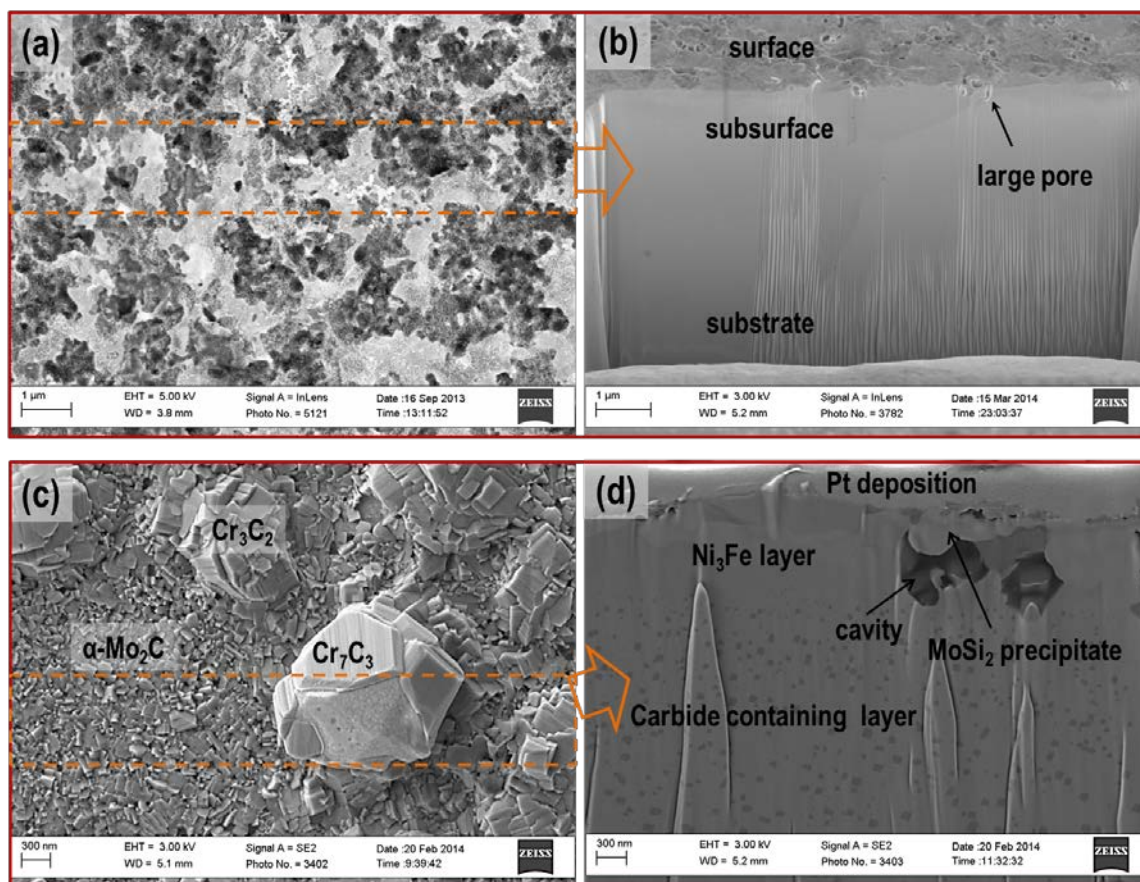 (a)
1 µm
EHT = 5.00 kV
WD = 3.8 mm
Signal A = InLens
Photo No. = 5121
Date :16 Sep 2013
Time :13:11:52
ZEISS
(b)
surface
subsurface
large pore
substrate
1 µm
EHT = 3.00 kV
WD = 5.2 mm
Signal A = InLens
Photo No. = 3782
Date :15 Mar 2014
Time :23:03:37
ZEISS
(c)
Cr₃C₂
α-Mo₂C
Cr₇C₃
300 nm
EHT = 3.00 kV
WD = 5.1 mm
Signal A = SE2
Photo No. = 3402
Date :20 Feb 2014
Time :9:39:42
ZEISS
(d)
Pt deposition
Ni₃Fe layer
cavity
MoSi₂ precipitate
Carbide containing layer
300 nm
EHT = 3.00 kV
WD = 5.2 mm
Signal A = SE2
Photo No. = 3403
Date :20 Feb 2014
Time :11:32:32
ZEISS